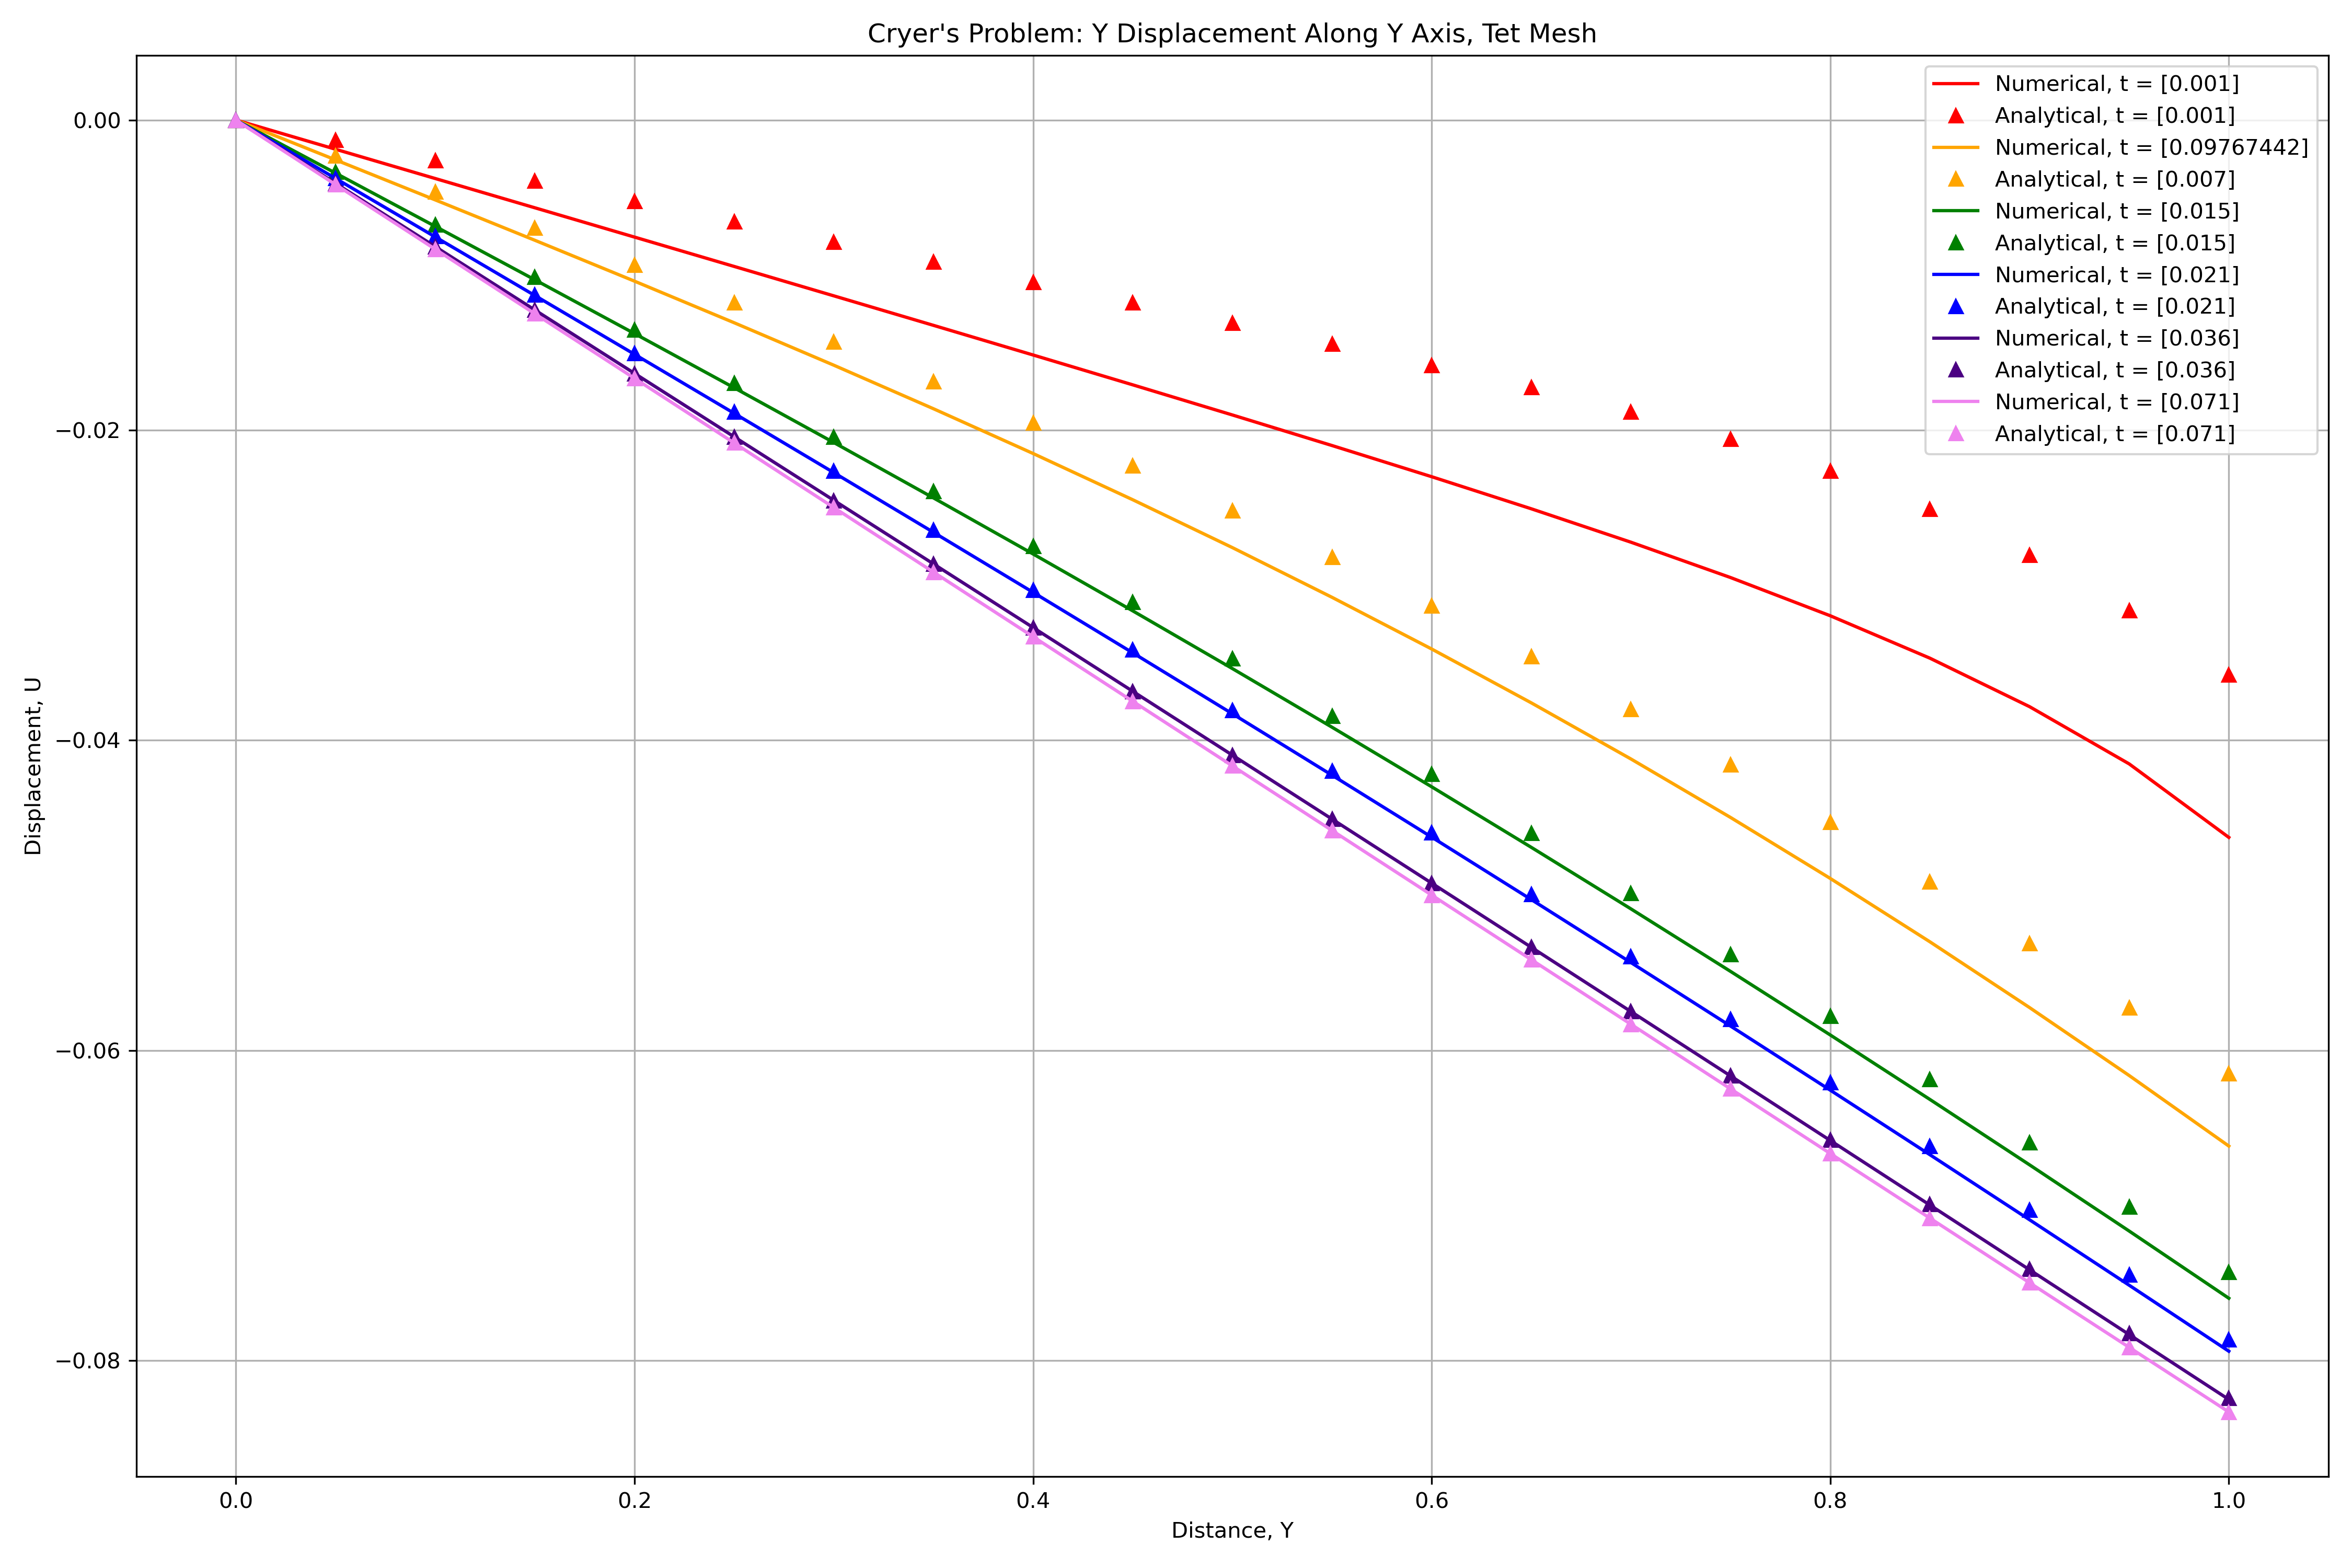 Cryer's Problem: Y Displacement Along Y Axis, Tet Mesh
Numerical, t = [0.001]
Analytical, t = [0.001]
Numerical, t = [0.09767442]
Analytical, t = [0.007]
Numerical, t = [0.015]
Analytical, t = [0.015]
Numerical, t = [0.021]
Analytical, t = [0.021]
Numerical, t = [0.036]
Analytical, t = [0.036]
Numerical, t = [0.071]
Analytical, t = [0.071]
0.00
−0.02
−0.04
−0.06
−0.08
Displacement, U
0.0
0.2
0.4
0.6
0.8
1.0
Distance, Y